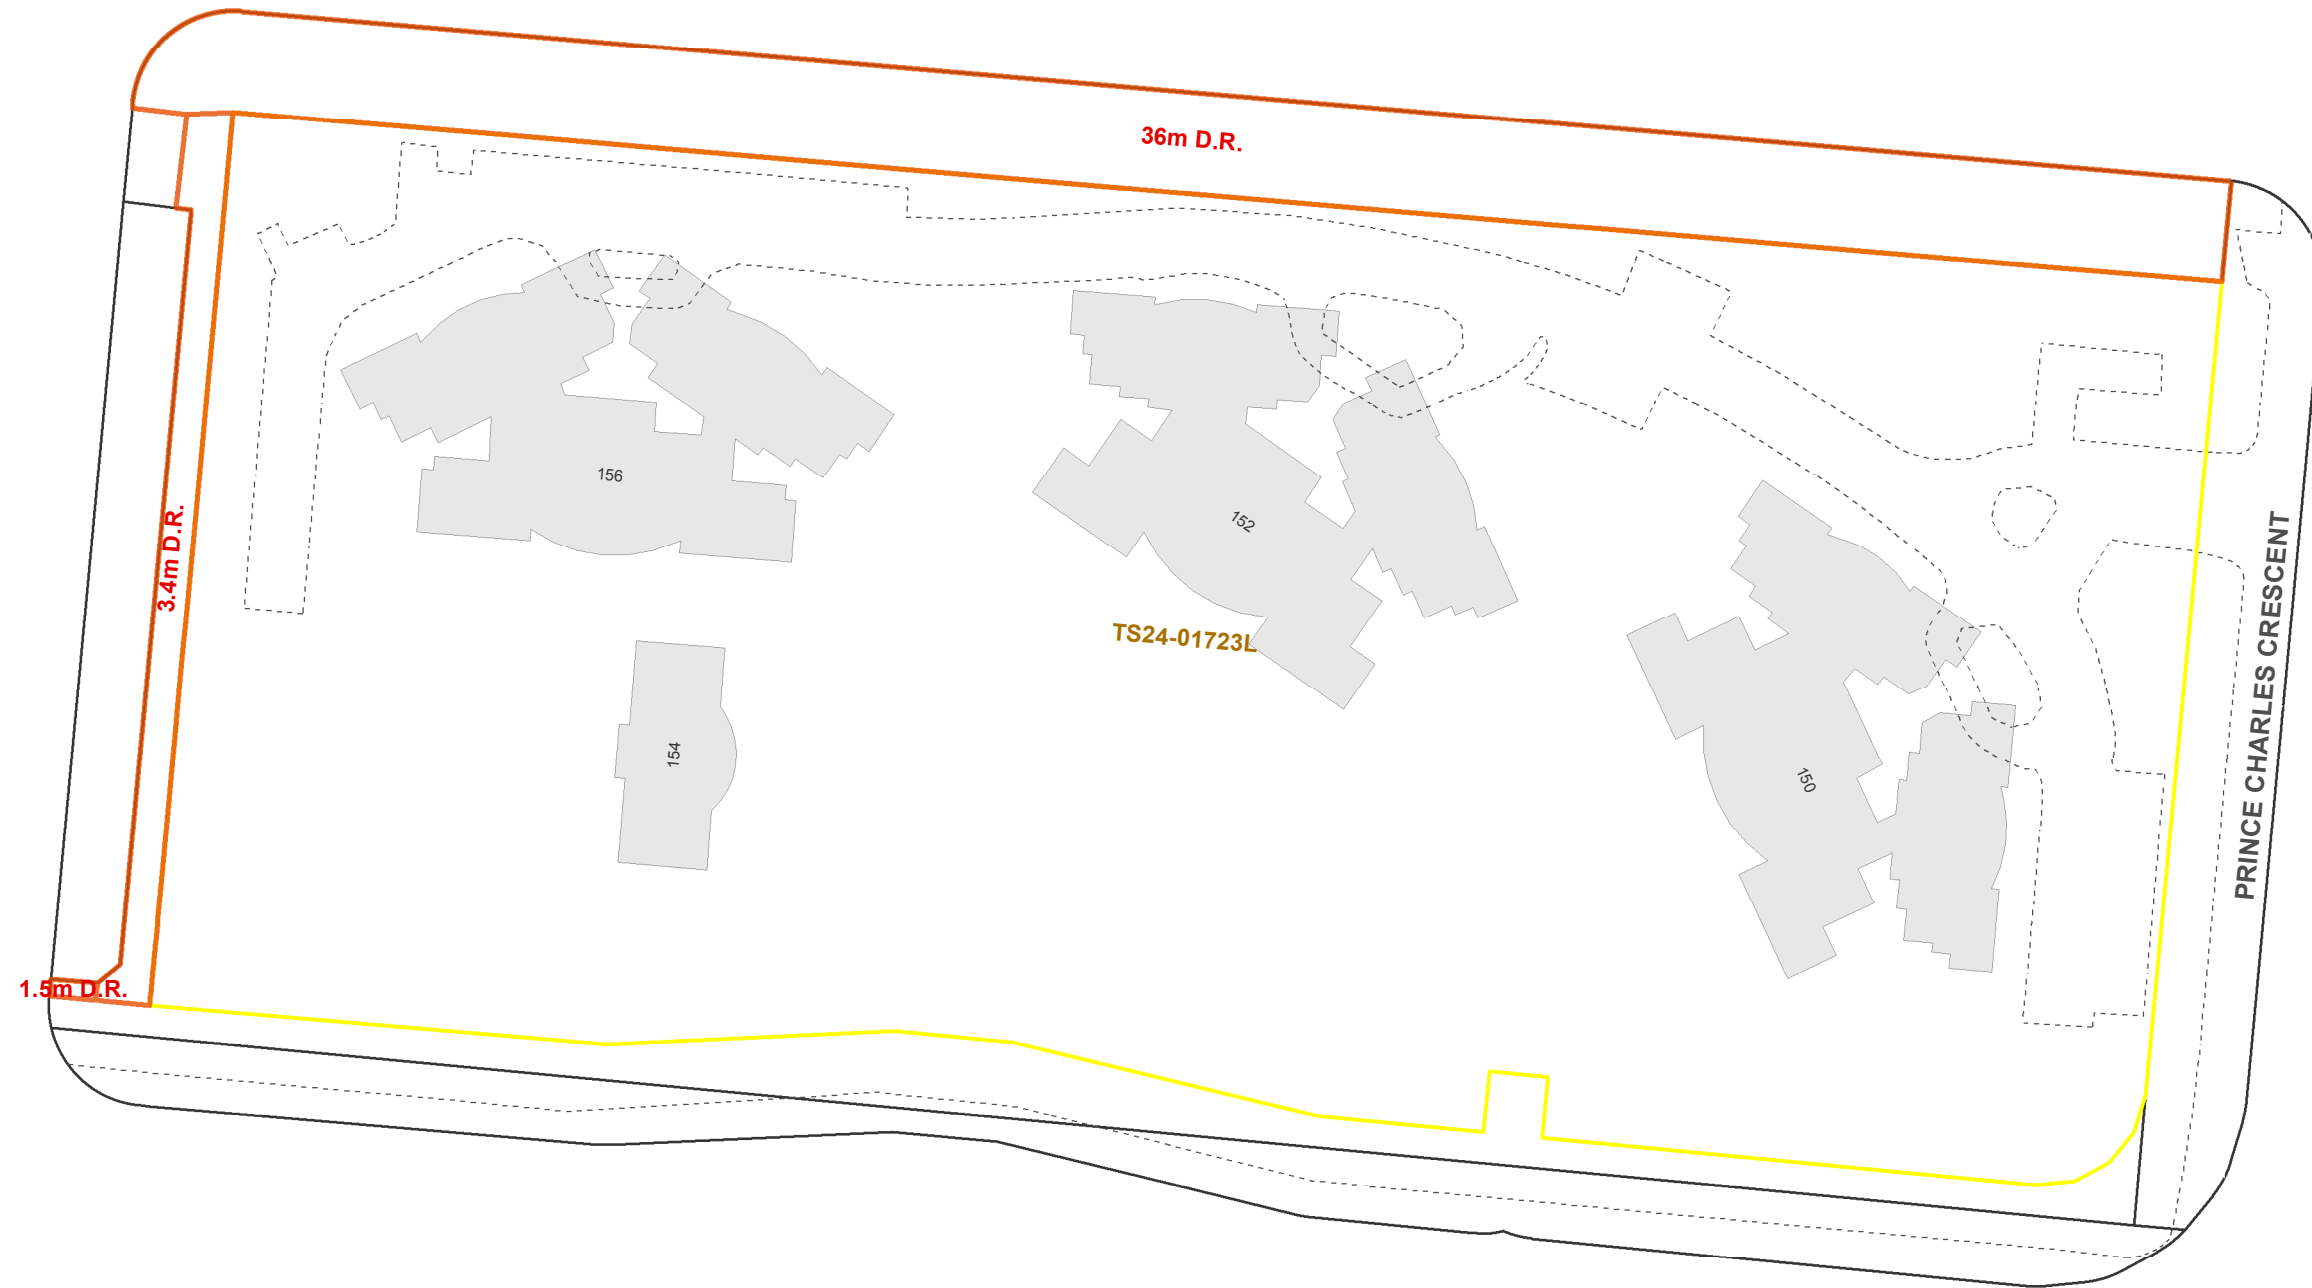 36m D.R.
156
152
3.4m D.R.
TS24-01723L
PRINCE CHARLES CRESCENT
154
150
1.5m D.R.